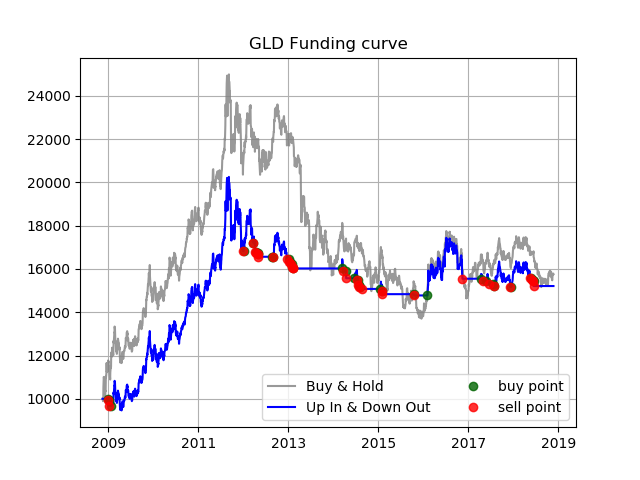 GLD Funding curve
24000
22000
20000
18000
16000
14000
12000
10000
Buy & Hold
Up In & Down Out
buy point
sell point
2009 2011 2013 2015 2017 2019